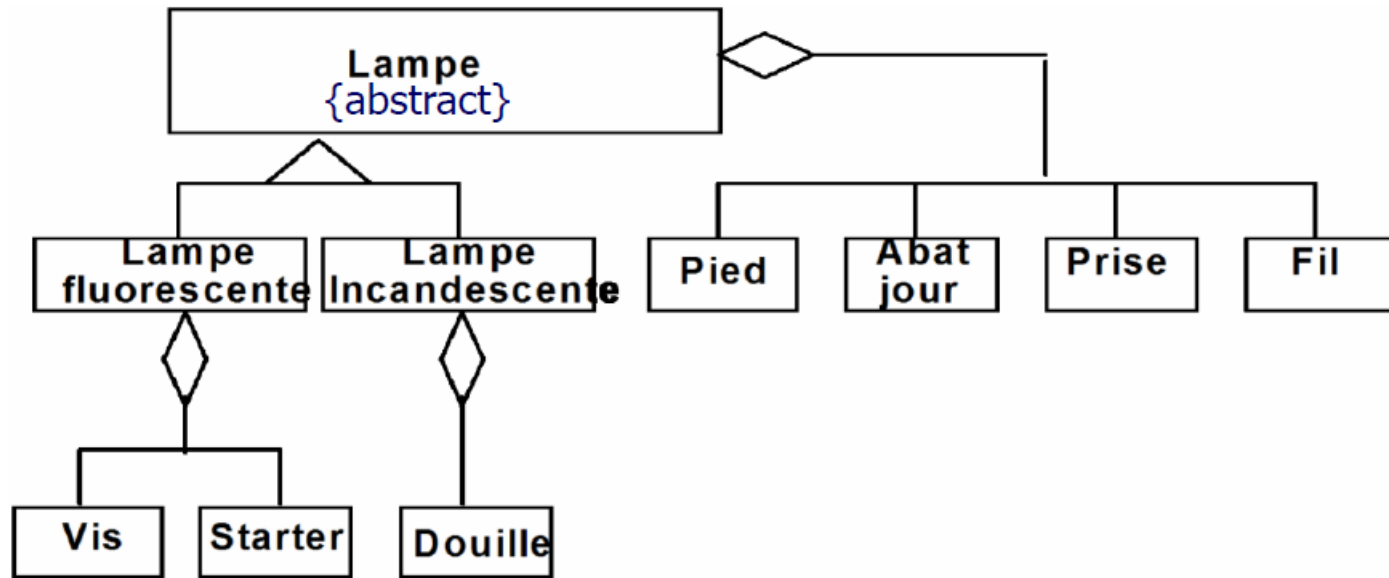 Lampe
{abstract}
Lampe
fluorescente
Lampe
Incandescente
Pied
Abat
jour
Prise
Fil
Vis
Starter
Douille